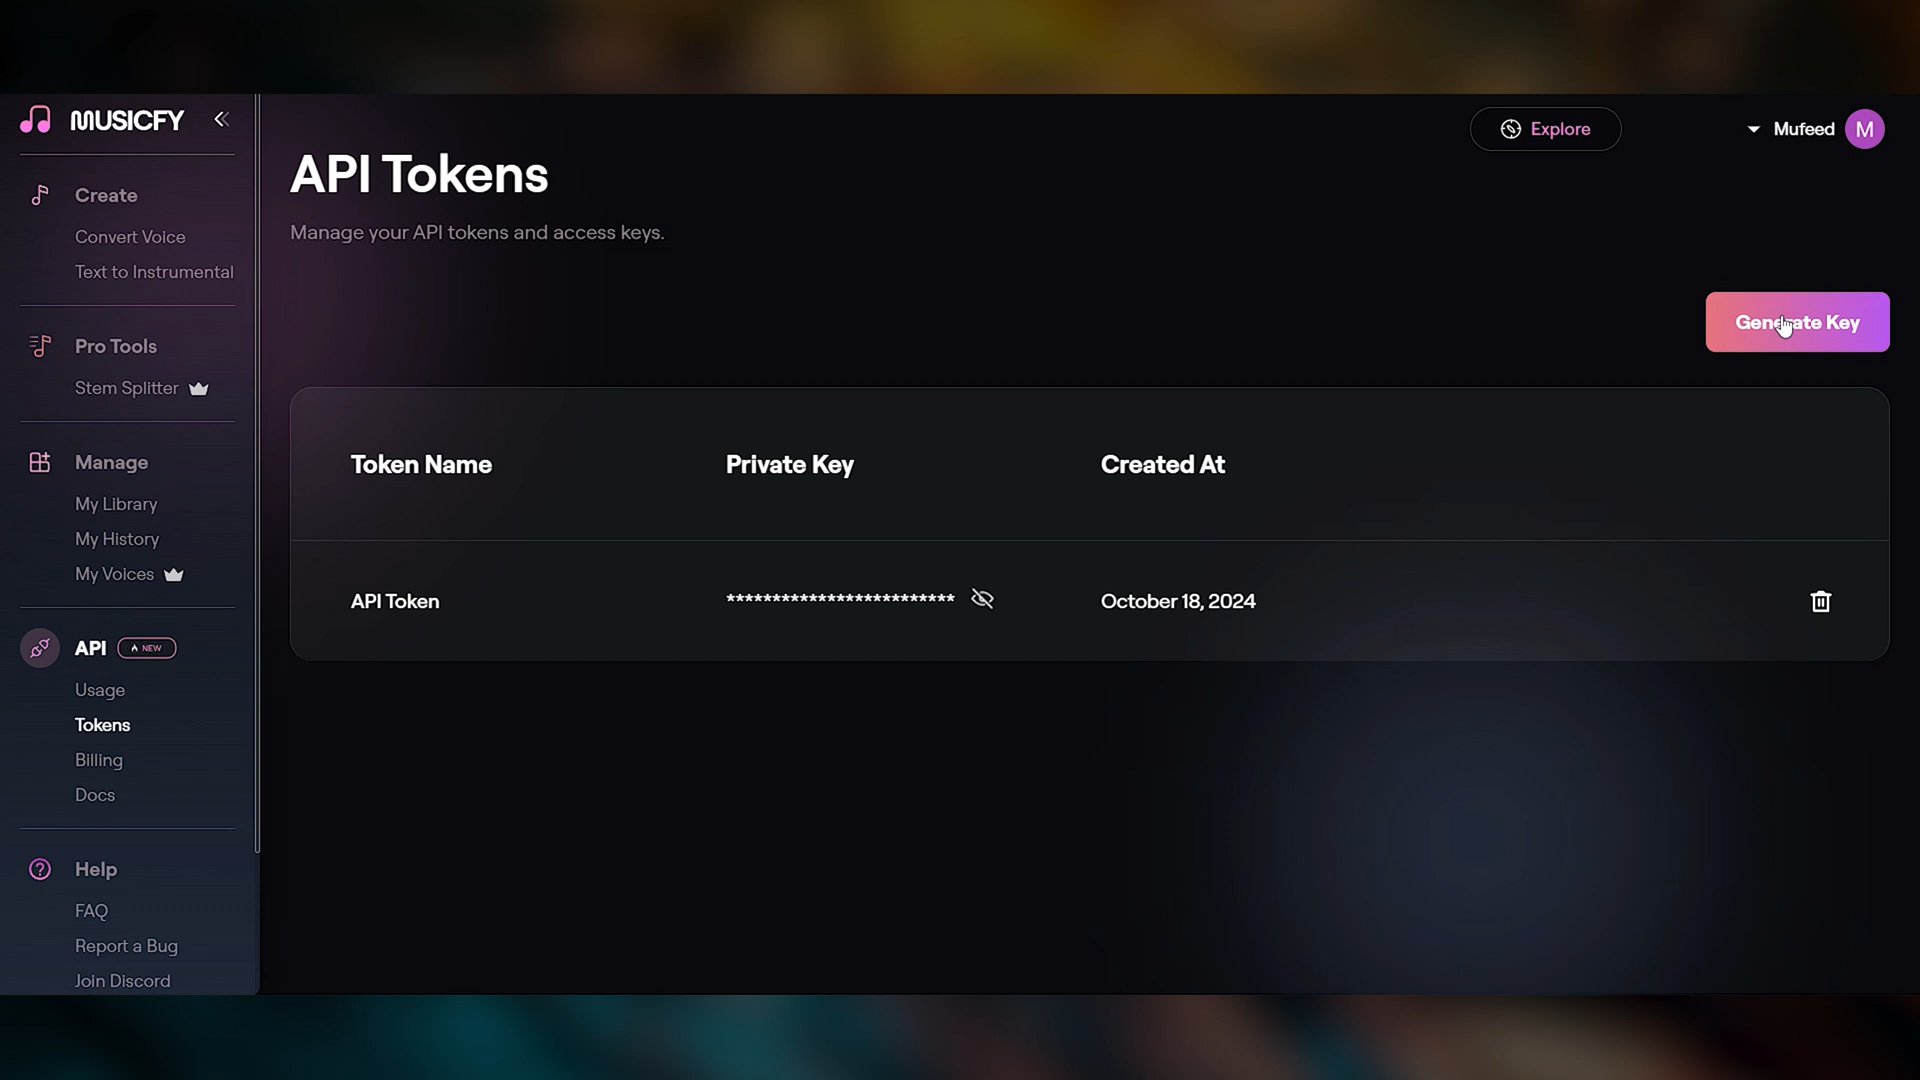 MUSICFY
Create
Convert Voice
Text to Instrumental
Pro Tools
Stem Splitter
Manage
My Library
My History
My Voices
API NEW
Usage
Tokens
Billing
Docs
Help
FAQ
Report a Bug
Join Discord
Explore
Mufeed M
API Tokens
Manage your API tokens and access keys.
Generate Key
Token Name Private Key Created At
API Token ************************* October 18, 2024